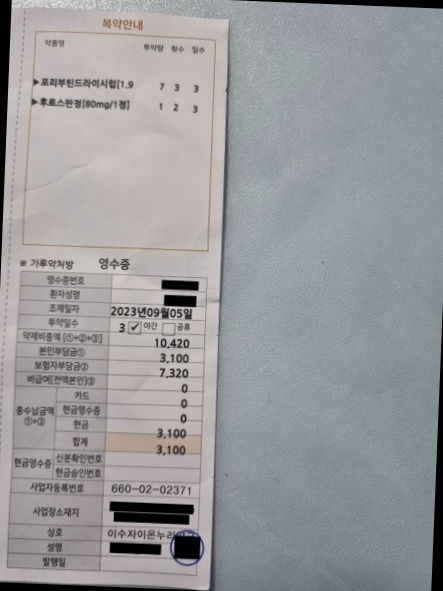 복약안내
약품명 투약량 횟수 일수
▶포리부틴드라이시럽[1.9 7 3 3
▶후로스판정[80mg/1정] 1 2 3
※ 가루약처방 영수증
영수증번호
환자성명
조제일자 2023년09월05일
투약일수 3 ✔ 야간 공휴
약제비총액 [①+②+③] 10,420
본인부담금① 3,100
보험자부담금② 7,320
비급여[전액본인]③ 0
총수납금액 ①+③
카드 0
현금영수증 0
현금 3,100
합계 3,100
현금영수증
신분확인번호
현금승인번호
사업자등록번호 660-02-02371
사업장소재지
상호 이수자이온누리
성명
발행일